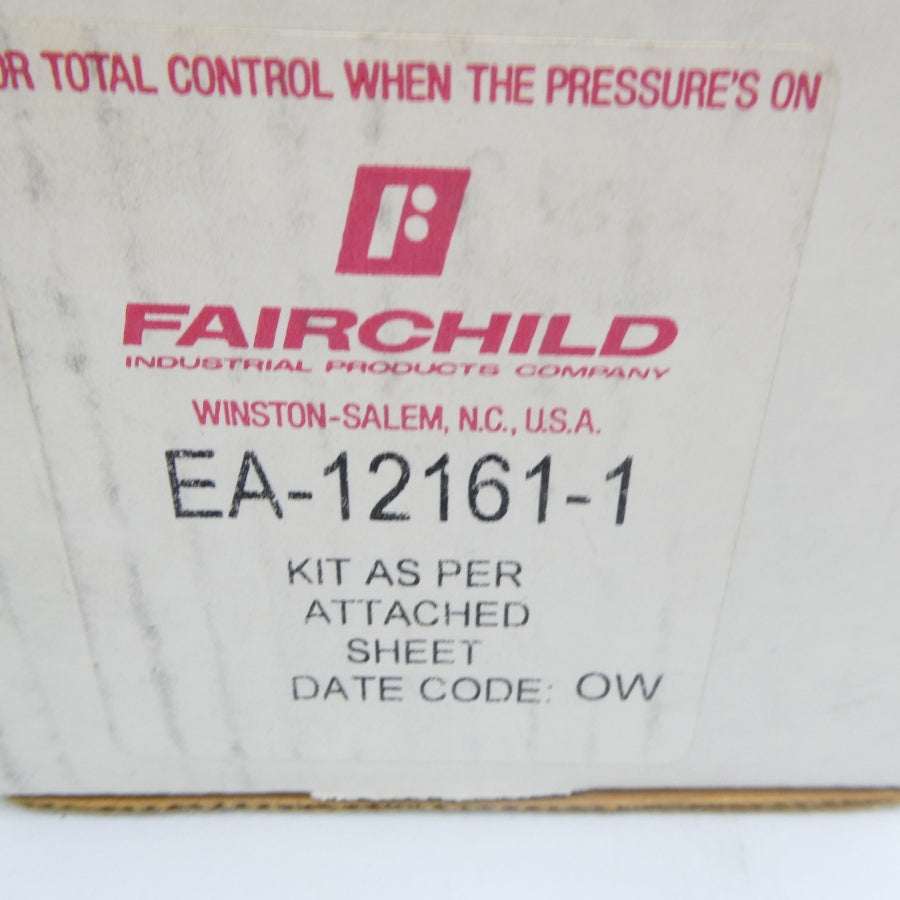 OR TOTAL CONTROL WHEN THE PRESSURE'S ON
FAIRCHILD
INDUSTRIAL PRODUCTS COMPANY
WINSTON-SALEM, N.C., U.S.A.
EA-12161-1
KIT AS PER
ATTACHED
SHEET
DATE CODE: OW